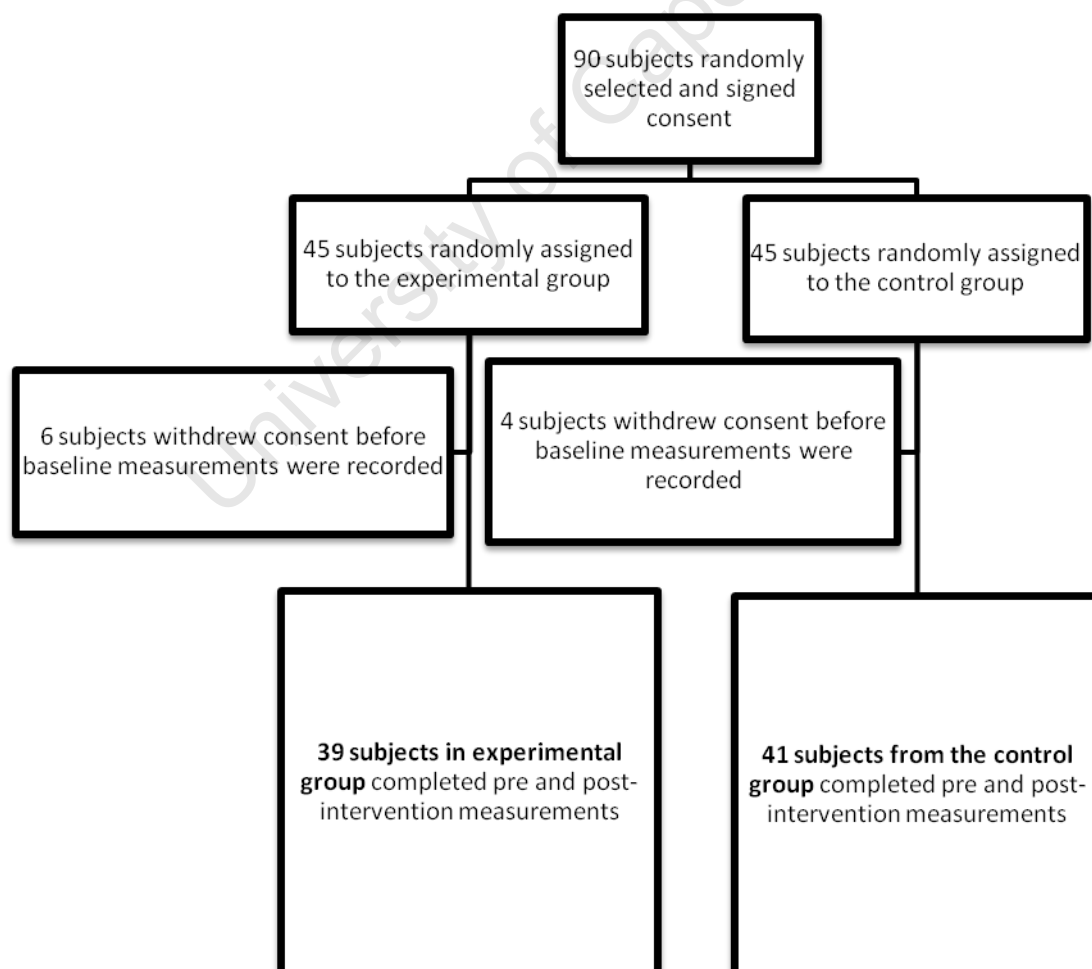 90 subjects randomly
selected and signed
consent
45 subjects randomly assigned
to the experimental group
45 subjects randomly assigned
to the control group
6 subjects withdrew consent before
baseline measurements were recorded
4 subjects withdrew consent before
baseline measurements were
recorded
39 subjects in experimental
group completed pre and post-
intervention measurements
41 subjects from the control
group completed pre and post-
intervention measurements
University of Cape